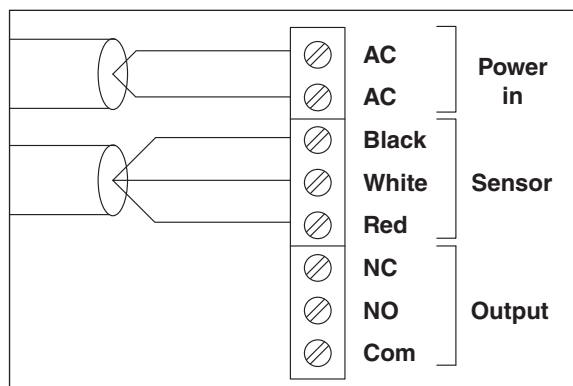 AC
AC
Power
in
Black
White
Red
Sensor
NC
NO
Com
Output